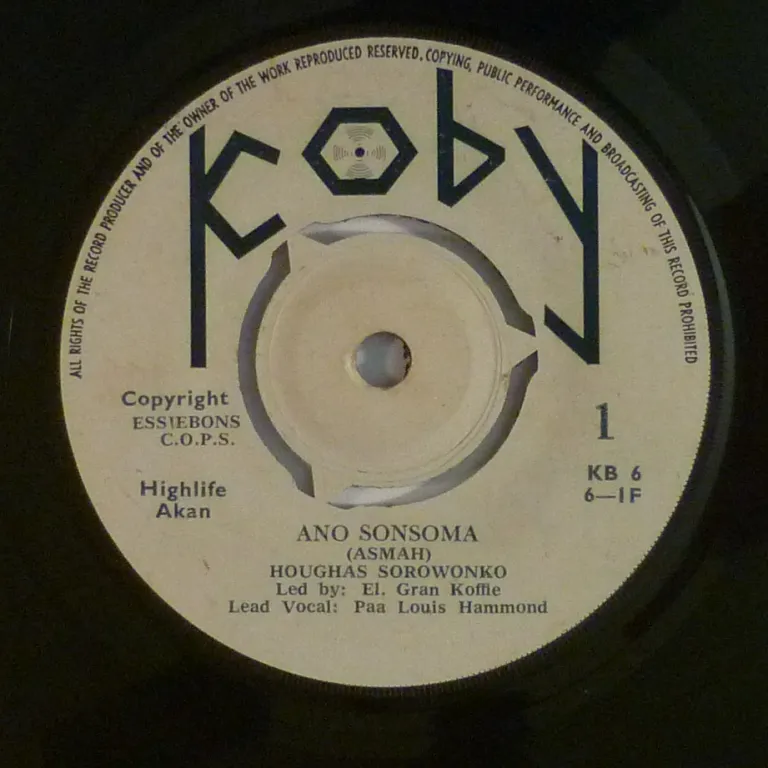 ALL RIGHTS OF THE RECORD PRODUCER AND OF THE OWNER OF THE WORK REPRODUCED RESERVED. COPYING, PUBLIC PERFORMANCE AND BROADCASTING OF THIS RECORD PROHIBITED
koby
Copyright
ESSIEBONS
C.O.P.S.
1
KB 6
6—1F
Highlife
Akan
ANO SONSOMA
(ASMAH)
HOUGHAS SOROWONKO
Led by: El. Gran Koffie
Lead Vocal: Paa Louis Hammond